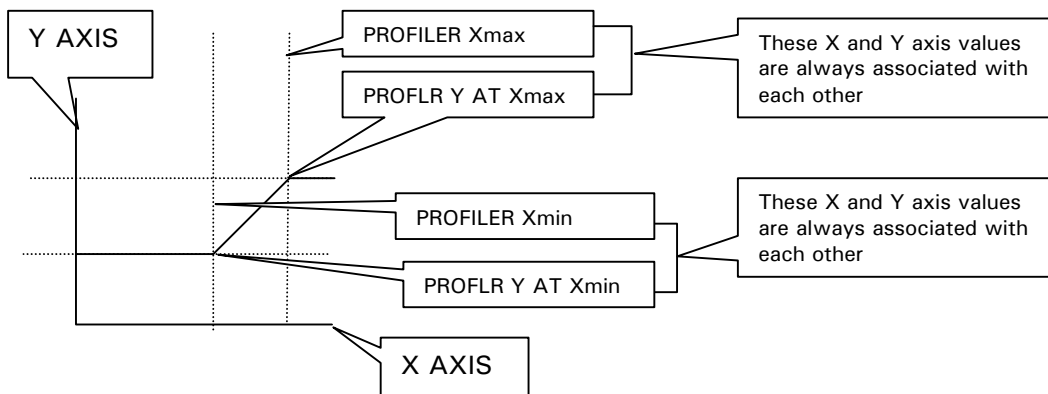 Y AXIS
PROFILER Xmax
PROFLR Y AT Xmax
These X and Y axis values
are always associated with
each other
PROFILER Xmin
PROFLR Y AT Xmin
These X and Y axis values
are always associated with
each other
X AXIS